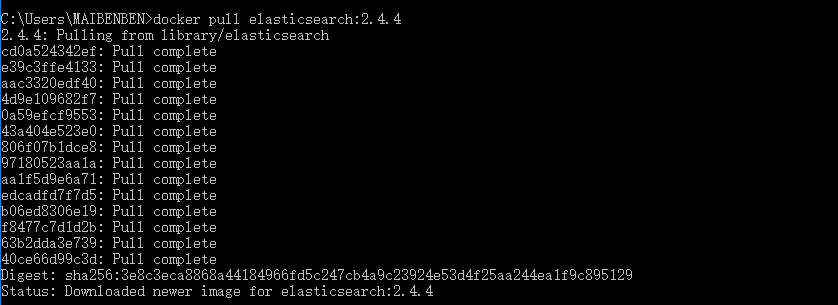 C:\Users\MAIBENBEN>docker pull elasticsearch:2.4.4
2.4.4: Pulling from library/elasticsearch
cd0a524342ef: Pull complete
e39c3ffe4133: Pull complete
aac3320edf40: Pull complete
4d9e109682f7: Pull complete
0a59efcf9553: Pull complete
43a404e523e0: Pull complete
806f07b1dce8: Pull complete
97180523aa1a: Pull complete
aa1f5d9e6a71: Pull complete
edcadfd7f7d5: Pull complete
b06ed8306e19: Pull complete
f8477c7d1d2b: Pull complete
63b2dda3e739: Pull complete
40ce66d99c3d: Pull complete
Digest: sha256:3e8c3eca8868a44184966fd5c247cb4a9c23924e53d4f25aa244ea1f9c895129
Status: Downloaded newer image for elasticsearch:2.4.4